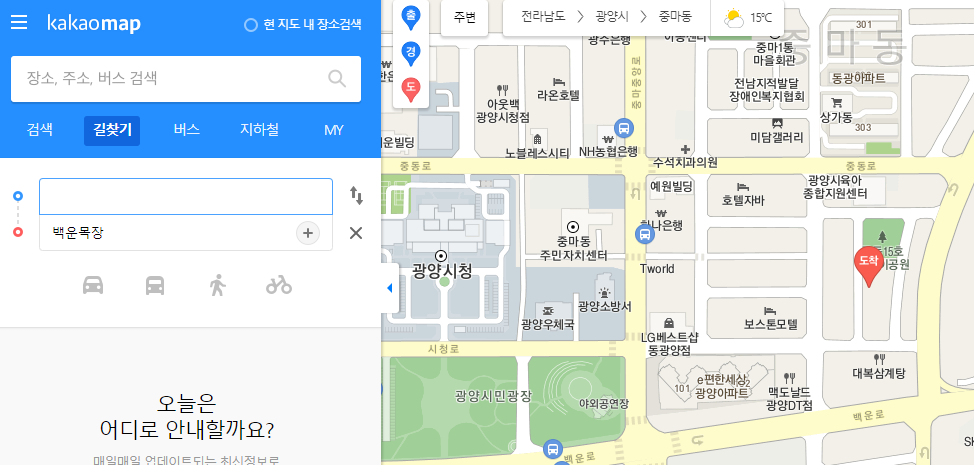 kakaomap
현 지도 내 장소검색
장소, 주소, 버스 검색
검색
길찾기
버스
지하철
MY
백운목장
오늘은
어디로 안내할까요?
매일매일 업데이트되는 최신정보로
출
경
도
주변
전라남도
광양시
중마동
15℃
광주은행
중마1통
마을회관
중마동
301
동광아파트
상가동
303
아웃백
광양시청점
라온호텔
전남지적발달
장애인복지협회
중마중앙로
미담갤러리
노블레스시티
NH농협은행
수석치과의원
중동로
중동로
예원빌딩
호텔자바
광양시육아
종합지원센터
하나은행
중마동
주민자치센터
15호
공원
도착
광양시청
Tworld
광양소방서
광양우체국
보스톤모텔
LG베스트샵
동광양점
시청로
대복삼계탕
e편한세상2
광양아파트
101
맥도날드
광양DT점
광양시민광장
야외공연장
백운로
백운로